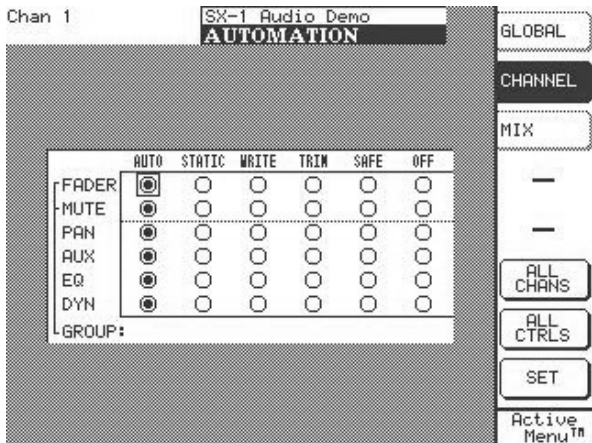 Chan 1
SX-1 Audio Demo
AUTOMATION
GLOBAL
CHANNEL
MIX
AUTO STATIC WRITE TRIM SAFE OFF
FADER
MUTE
PAN
AUX
EQ
DYN
GROUP:
ALL
CHANS
ALL
CTRLS
SET
Active
Menu™